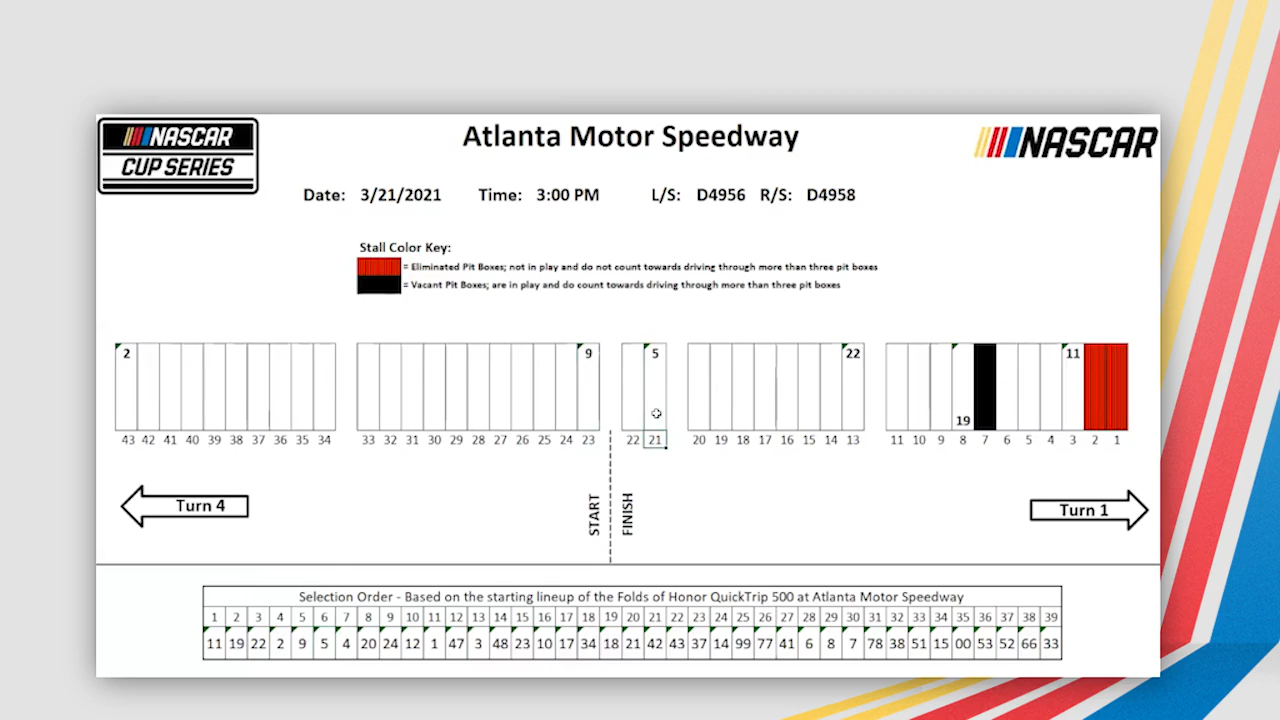 NASCAR
CUP SERIES
Atlanta Motor Speedway
NASCAR
Date: 3/21/2021 Time: 3:00 PM L/S: D4956 R/S: D4958
Stall Color Key:
= Eliminated Pit Boxes; not in play and do not count towards driving through more than three pit boxes
= Vacant Pit Boxes; are in play and do count towards driving through more than three pit boxes
2 9 5 22 11
19
43 42 41 40 39 38 37 36 35 34 33 32 31 30 29 28 27 26 25 24 23 22 21 20 19 18 17 16 15 14 13 11 10 9 8 7 6 5 4 3 2 1
Turn 4
START
FINISH
Turn 1
Selection Order - Based on the starting lineup of the Folds of Honor QuickTrip 500 at Atlanta Motor Speedway
1 2 3 4 5 6 7 8 9 10 11 12 13 14 15 16 17 18 19 20 21 22 23 24 25 26 27 28 29 30 31 32 33 34 35 36 37 38 39
11 19 22 2 9 5 4 20 24 12 1 47 3 48 23 10 17 34 18 21 42 43 37 14 99 77 41 6 8 7 78 38 51 15 00 53 52 66 33